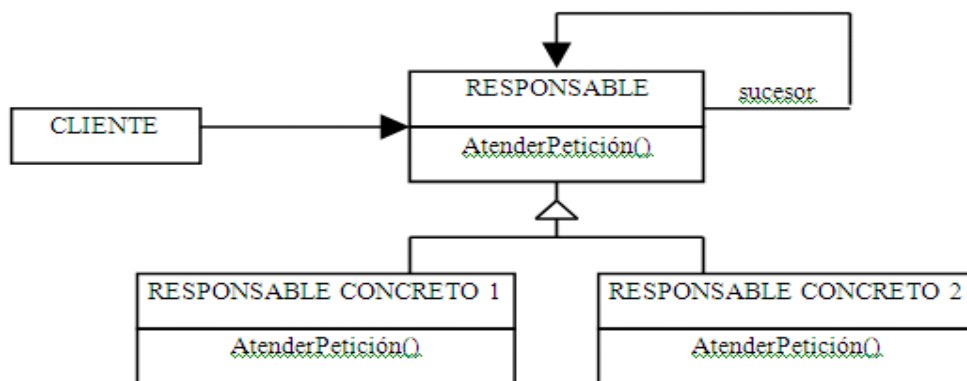 RESPONSABLE
sucesor
CLIENTE
AtenderPetición()
RESPONSABLE CONCRETO 1
AtenderPetición()
RESPONSABLE CONCRETO 2
AtenderPetición()